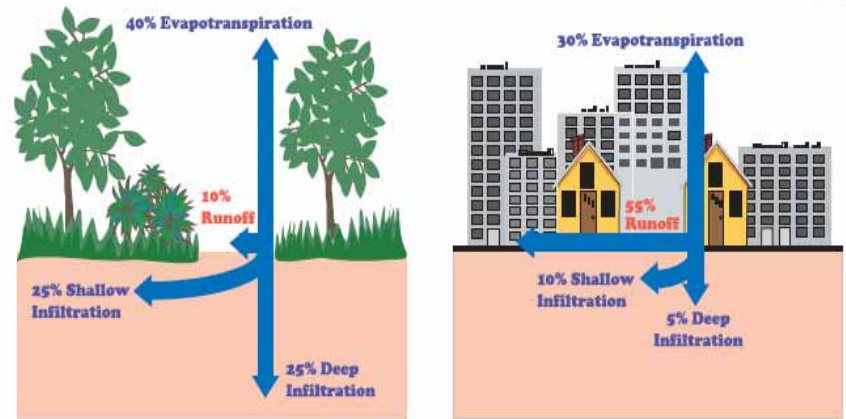 40% Evapotranspiration
10%
Runoff
25% Shallow
Infiltration
25% Deep
Infiltration
30% Evapotranspiration
55%
Runoff
10% Shallow
Infiltration
5% Deep
Infiltration